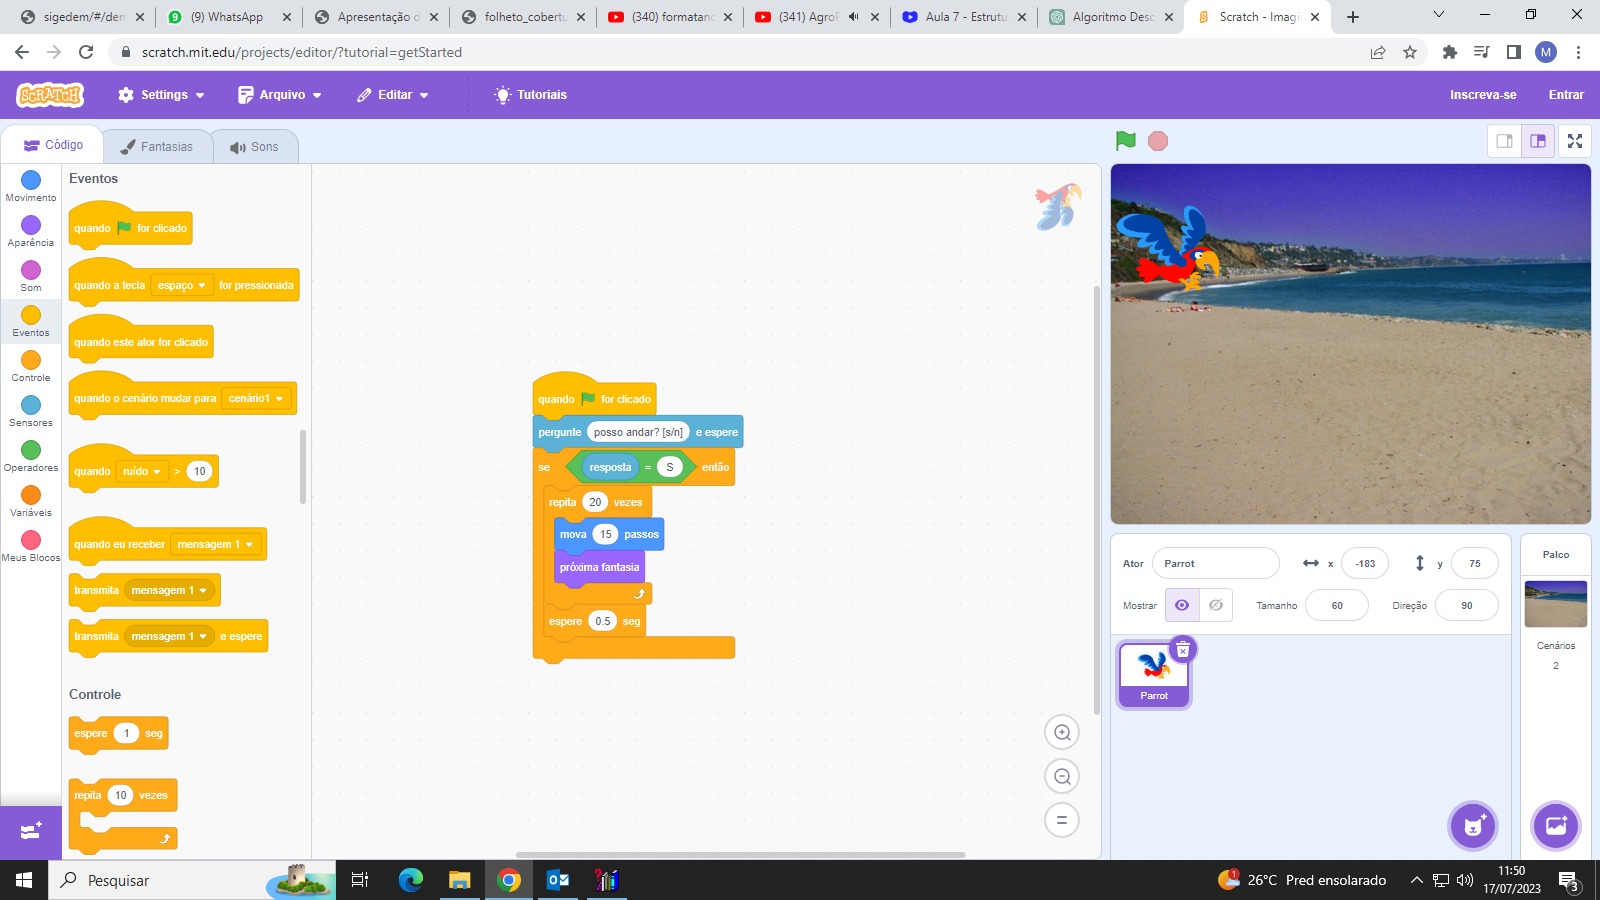 sigedem/#/dem
(9) WhatsApp
Apresentação d
folheto_cobertu
(340) formatand
(341) AgroF
Aula 7 - Estrutu
Algoritmo Desc
Scratch - Imagi
scratch.mit.edu/projects/editor/?tutorial=getStarted
M
SCRATCH
Settings
Arquivo
Editar
Tutoriais
Inscreva-se
Entrar
Código
Fantasias
Sons
Movimento
Aparência
Som
Eventos
Controle
Sensores
Operadores
Variáveis
Meus Blocos
Eventos
quando for clicado
quando a tecla espaço for pressionada
quando este ator for clicado
quando o cenário mudar para cenário1
quando ruído > 10
quando eu receber mensagem 1
transmita mensagem 1
transmita mensagem 1 e espere
Controle
espere 1 seg
repita 10 vezes
quando for clicado
pergunte posso andar? [s/n] e espere
se resposta = S então
repita 20 vezes
mova 15 passos
próxima fantasia
espere 0.5 seg
Ator Parrot x -183 y 75
Mostrar Tamanho 60 Direção 90
Parrot
Palco
Cenários
2
Pesquisar
1
26°C Pred ensolarado
11:50
17/07/2023
3